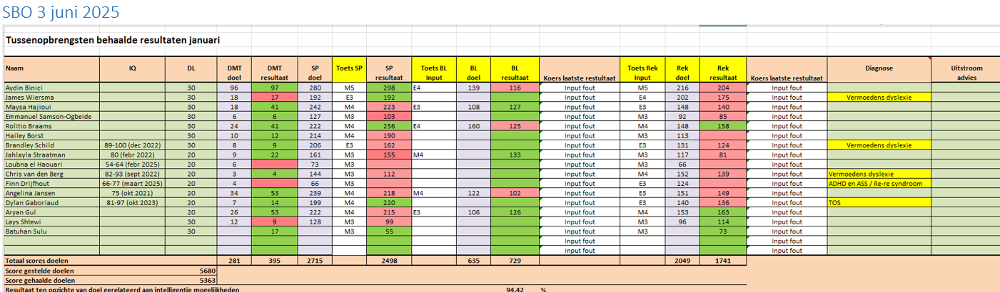 SBO 3 juni 2025
Tussenopbrengsten behaalde resultaten januari
Naam IQ DL DMT doel DMT resultaat SP doel Toets SP SP resultaat Toets BL Input BL doel BL resultaat Koers laatste restultaat Toets Rek Input Rek doel Rek resultaat Koers laatste restultaat Diagnose Uitstroom advies
Aydin Binici 30 96 97 280 M5 298 E4 139 116 Input fout M5 216 204 Input fout
James Wiersma 30 18 17 192 E3 192 Input fout E4 202 175 Input fout Vermoedens dyslexie
Maysa Hajioui 30 18 41 242 M4 223 E3 108 127 Input fout E3 148 140 Input fout
Emmanuel Samson-Ogbeide 30 6 6 127 M3 103 Input fout M3 92 85 Input fout
Rolitio Braams 30 24 41 222 M4 256 E4 160 125 Input fout M4 148 158 Input fout
Hailey Borst 30 10 12 214 M4 190 Input fout M3 113 Input fout
Brandley Schild 89-100 (dec 2022) 30 8 9 206 E3 162 Input fout E3 131 124 Input fout Vermoedens dyslexie
Jahlayla Straatman 80 (febr 2022) 20 9 22 161 M3 155 M4 133 Input fout M3 117 81 Input fout
Loubna el Haouari 54-64 (febr 2025) 20 6 73 M3 Input fout M3 66 Input fout
Chris van den Berg 82-93 (sept 2022) 20 3 4 144 M3 112 Input fout M4 152 139 Input fout Vermoedens dyslexie
Finn Drijfhout 66-77 (maart 2025) 20 4 66 M3 Input fout E3 124 Input fout ADHD en ASS / Re-re syndroom
Angelina Jansen 75 (okt 2021) 20 34 53 239 M4 218 M4 122 102 Input fout E3 151 149 Input fout
Dylan Gaboriaud 81-97 (okt 2023) 20 7 14 199 M4 220 Input fout E3 140 136 Input fout TOS
Aryan Gul 20 26 53 222 M4 215 E3 106 126 Input fout M4 153 163 Input fout
Lays Shtewi 30 12 9 128 M3 99 Input fout M3 96 114 Input fout
Batuhan Sulu 30 17 M3 55 Input fout M3 73 Input fout
Input fout Input fout
Input fout Input fout
Totaal scores doelen 281 395 2715 2498 635 729 2049 1741
Score gestelde doelen 5680
Score gehaalde doelen 5363
Resultaat ten opzichte van doel gerelateerd aan intelligentie mogelijkheden 94,42 %